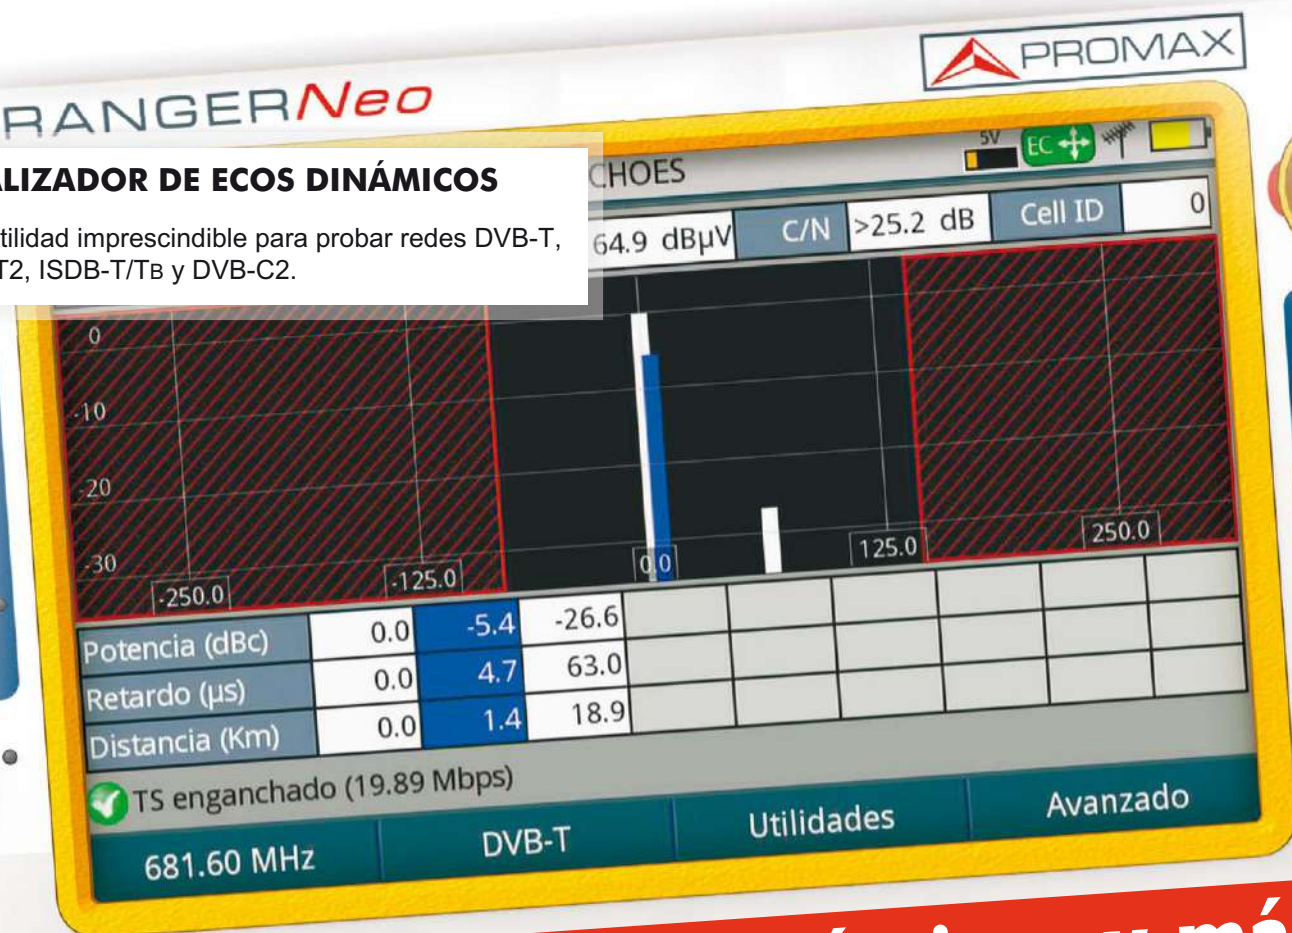 RANGERNeo
PROMAX
ALIZADOR DE ECOS DINÁMICOS
tilidad imprescindible para probar redes DVB-T,
T2, ISDB-T/TB y DVB-C2.
CHOES
5V
EC
64.9 dBµV
C/N
>25.2 dB
Cell ID
0
0
-10
-20
-30
-250.0
-125.0
0.0
125.0
250.0
Potencia (dBc) 0.0 -5.4 -26.6
Retardo (µs) 0.0 4.7 63.0
Distancia (Km) 0.0 1.4 18.9
TS enganchado (19.89 Mbps)
681.60 MHz
DVB-T
Utilidades
Avanzado